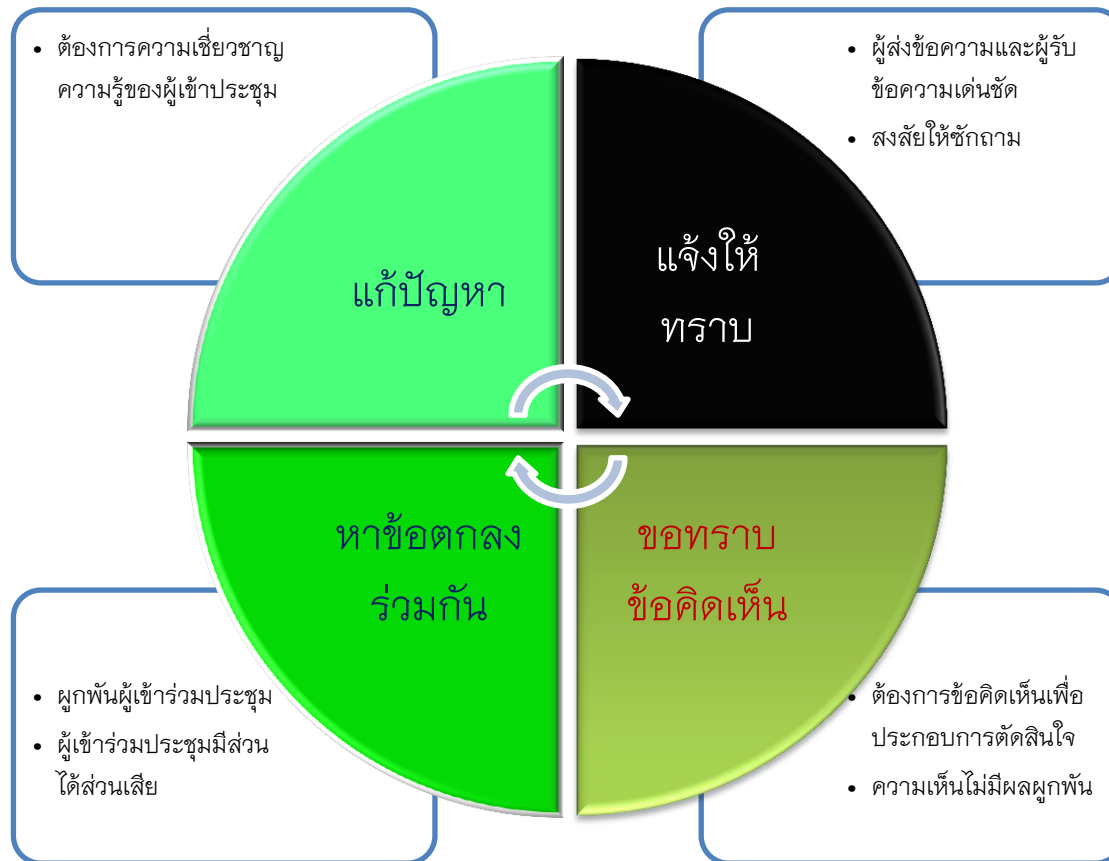 • ต้องการความเชี่ยวชาญ
ความรู้ของผู้เข้าประชุม
• ผู้ส่งข้อความและผู้รับ
ข้อความเด่นชัด
• สงสัยให้ซักถาม
แก้ปัญหา
แจ้งให้
ทราบ
หาข้อตกลง
ร่วมกัน
ขอทราบ
ข้อคิดเห็น
• ผูกพันผู้เข้าร่วมประชุม
• ผู้เข้าร่วมประชุมมีส่วน
ได้ส่วนเสีย
• ต้องการข้อคิดเห็นเพื่อ
ประกอบการตัดสินใจ
• ความเห็นไม่มีผลผูกพัน